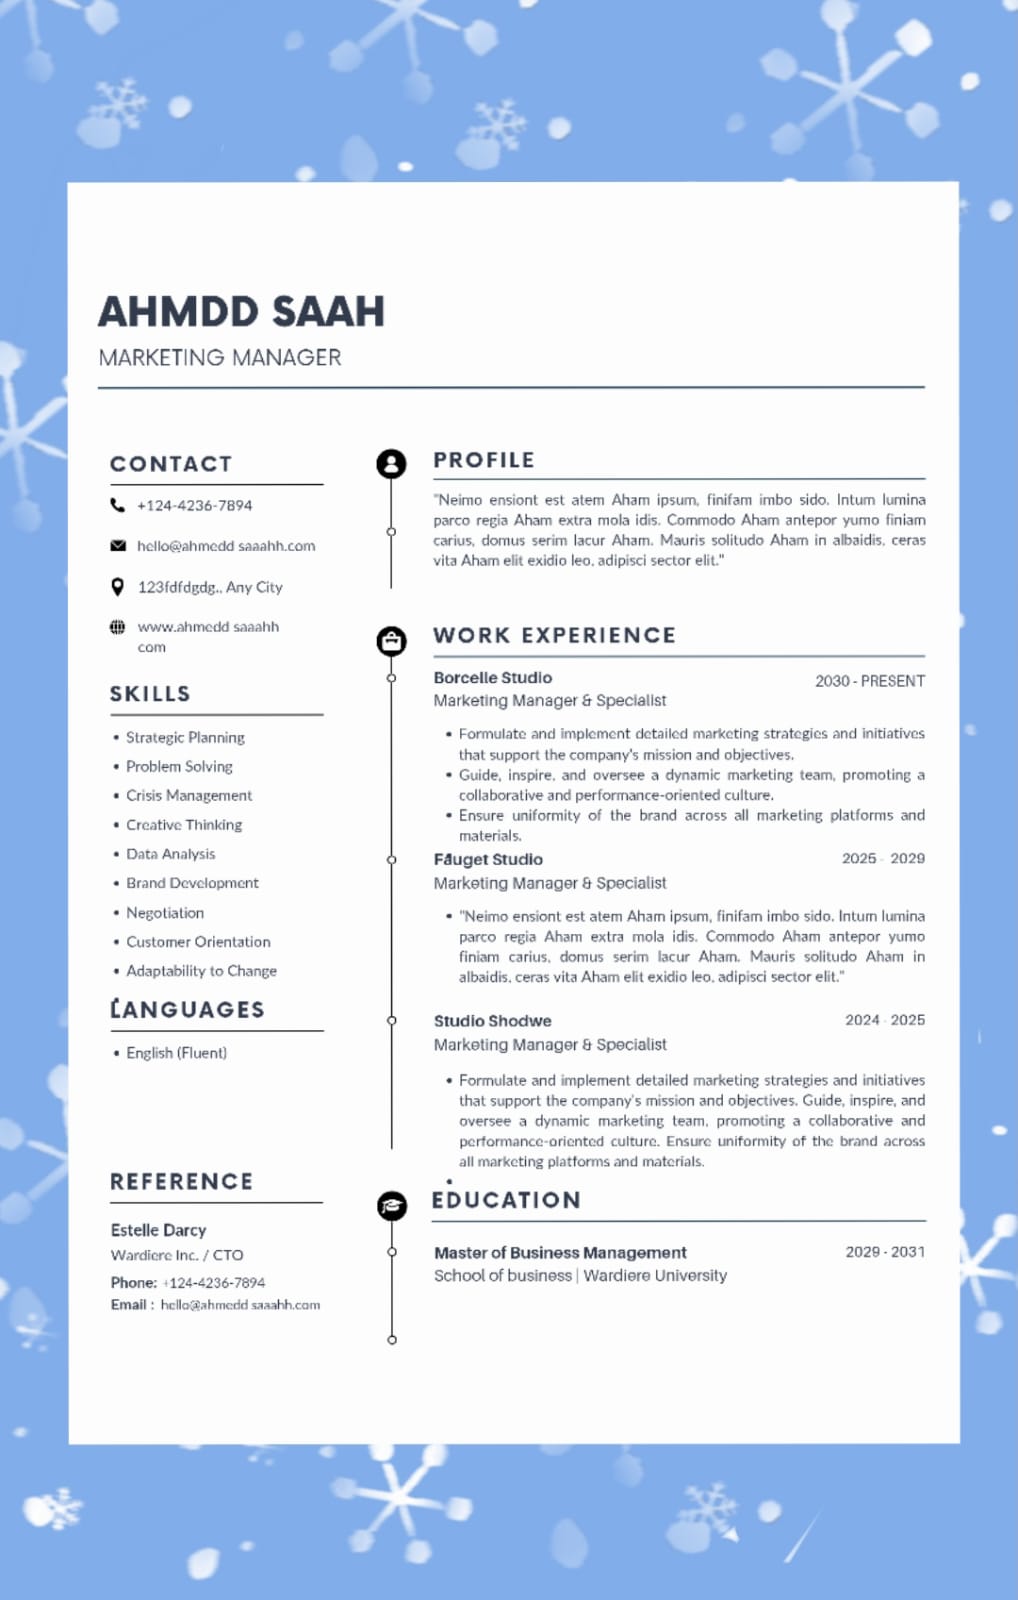 AHMDD SAAH
MARKETING MANAGER
CONTACT
+124-4236-7894
hello@ahmedd saaahh.com
123fdfdgdg., Any City
www.ahmedd saaahh
com
SKILLS
• Strategic Planning
• Problem Solving
• Crisis Management
• Creative Thinking
• Data Analysis
• Brand Development
• Negotiation
• Customer Orientation
• Adaptability to Change
LANGUAGES
• English (Fluent)
REFERENCE
Estelle Darcy
Wardiere Inc. / CTO
Phone: +124-4236-7894
Email : hello@ahmedd saaahh.com
PROFILE
"Neimo ensiont est atem Aham ipsum, finifam imbo sido. Intum lumina
parco regia Aham extra mola idis. Commodo Aham antepor yumo finiam
carius, domus serim lacur Aham. Mauris solitudo Aham in albaidis, ceras
vita Aham elit exidio leo, adipisci sector elit."
WORK EXPERIENCE
Borcelle Studio 2030 - PRESENT
Marketing Manager & Specialist
• Formulate and implement detailed marketing strategies and initiatives
that support the company's mission and objectives.
• Guide, inspire, and oversee a dynamic marketing team, promoting a
collaborative and performance-oriented culture.
• Ensure uniformity of the brand across all marketing platforms and
materials.
Fauget Studio 2025 - 2029
Marketing Manager & Specialist
• "Neimo ensiont est atem Aham ipsum, finifam imbo sido. Intum lumina
parco regia Aham extra mola idis. Commodo Aham antepor yumo
finiam carius, domus serim lacur Aham. Mauris solitudo Aham in
albaidis, ceras vita Aham elit exidio leo, adipisci sector elit."
Studio Shodwe 2024 - 2025
Marketing Manager & Specialist
• Formulate and implement detailed marketing strategies and initiatives
that support the company's mission and objectives. Guide, inspire, and
oversee a dynamic marketing team, promoting a collaborative and
performance-oriented culture. Ensure uniformity of the brand across
all marketing platforms and materials.
EDUCATION
Master of Business Management 2029 - 2031
School of business | Wardiere University